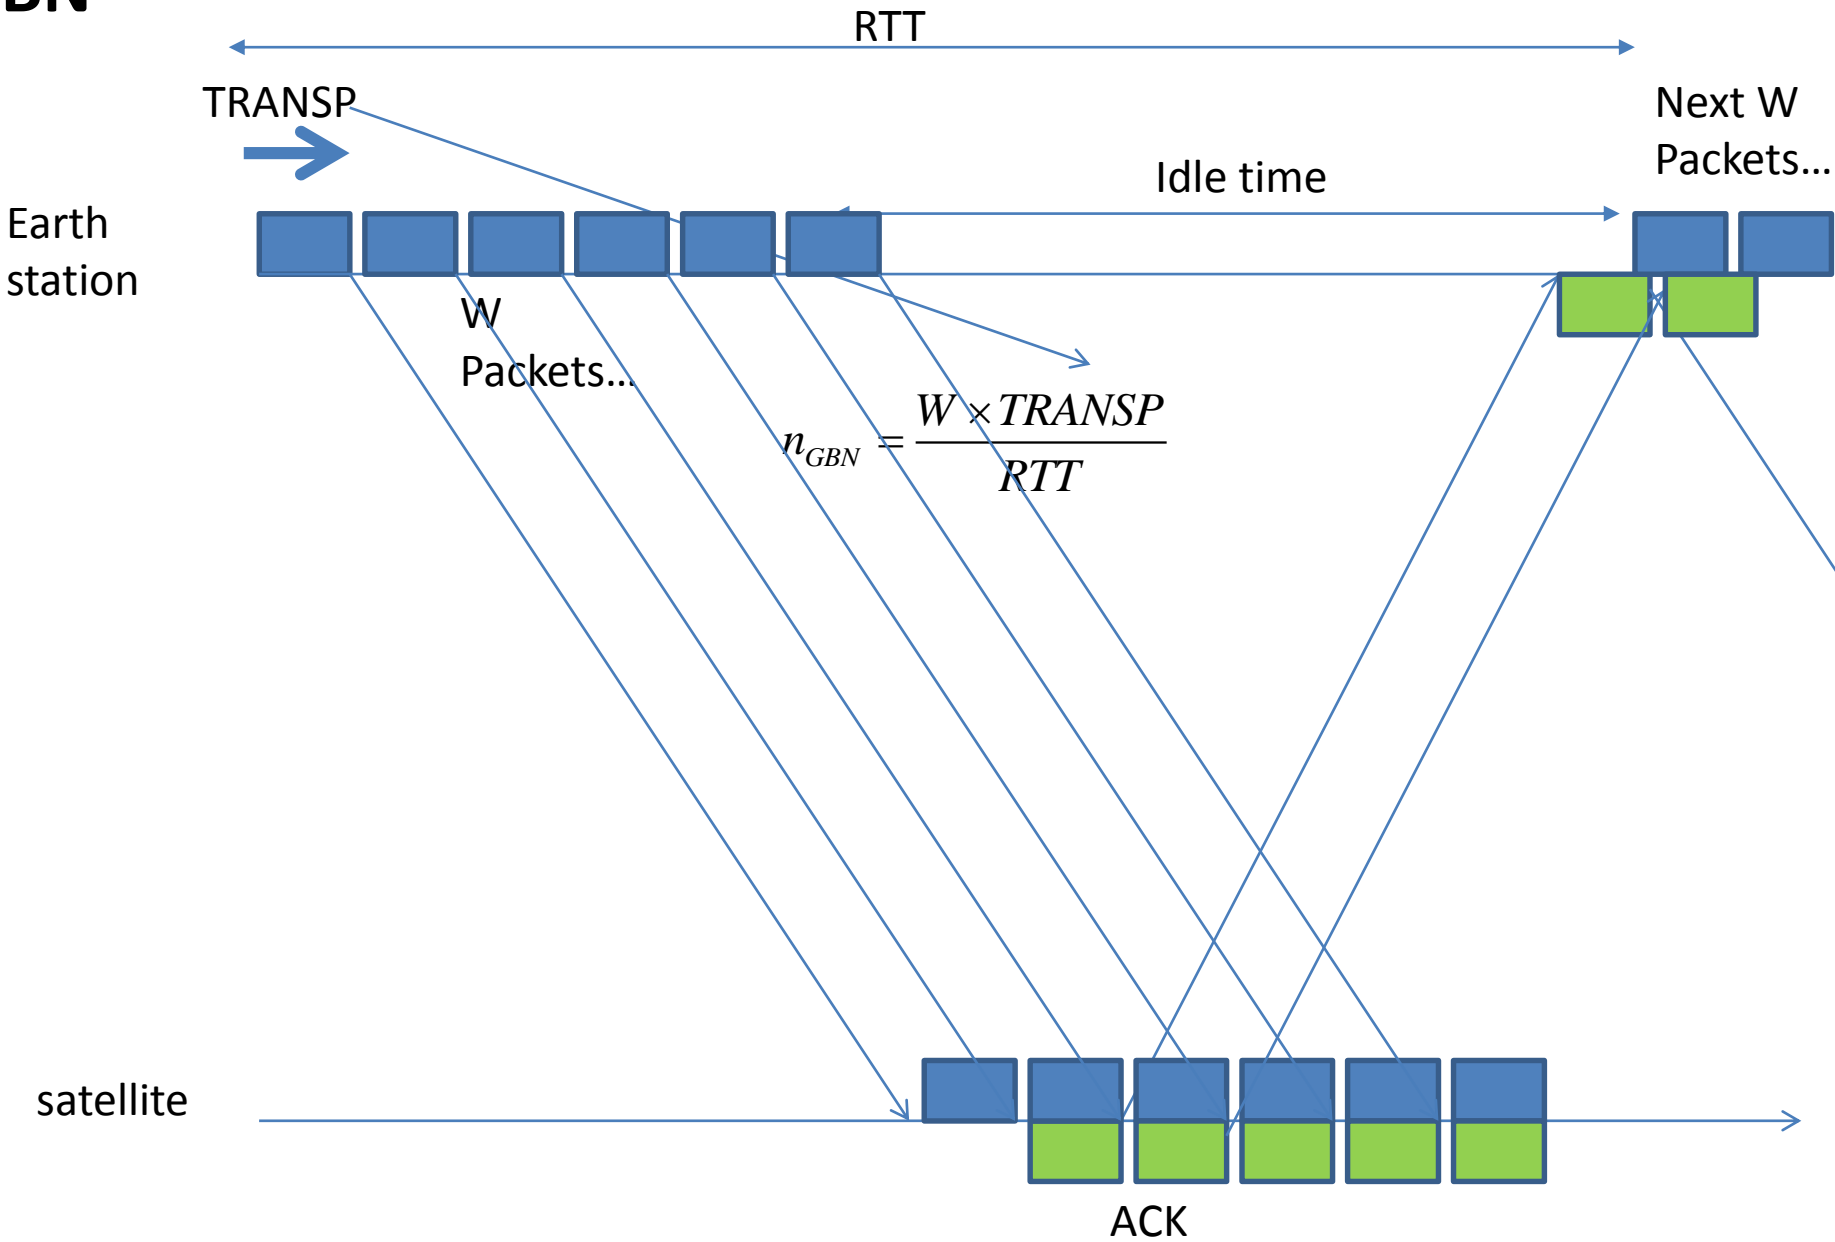 RTT
TRANSP
Next W
Packets...
Idle time
Earth
station
W
Packets...
n_GBN = W × TRANSP / RTT
satellite
ACK